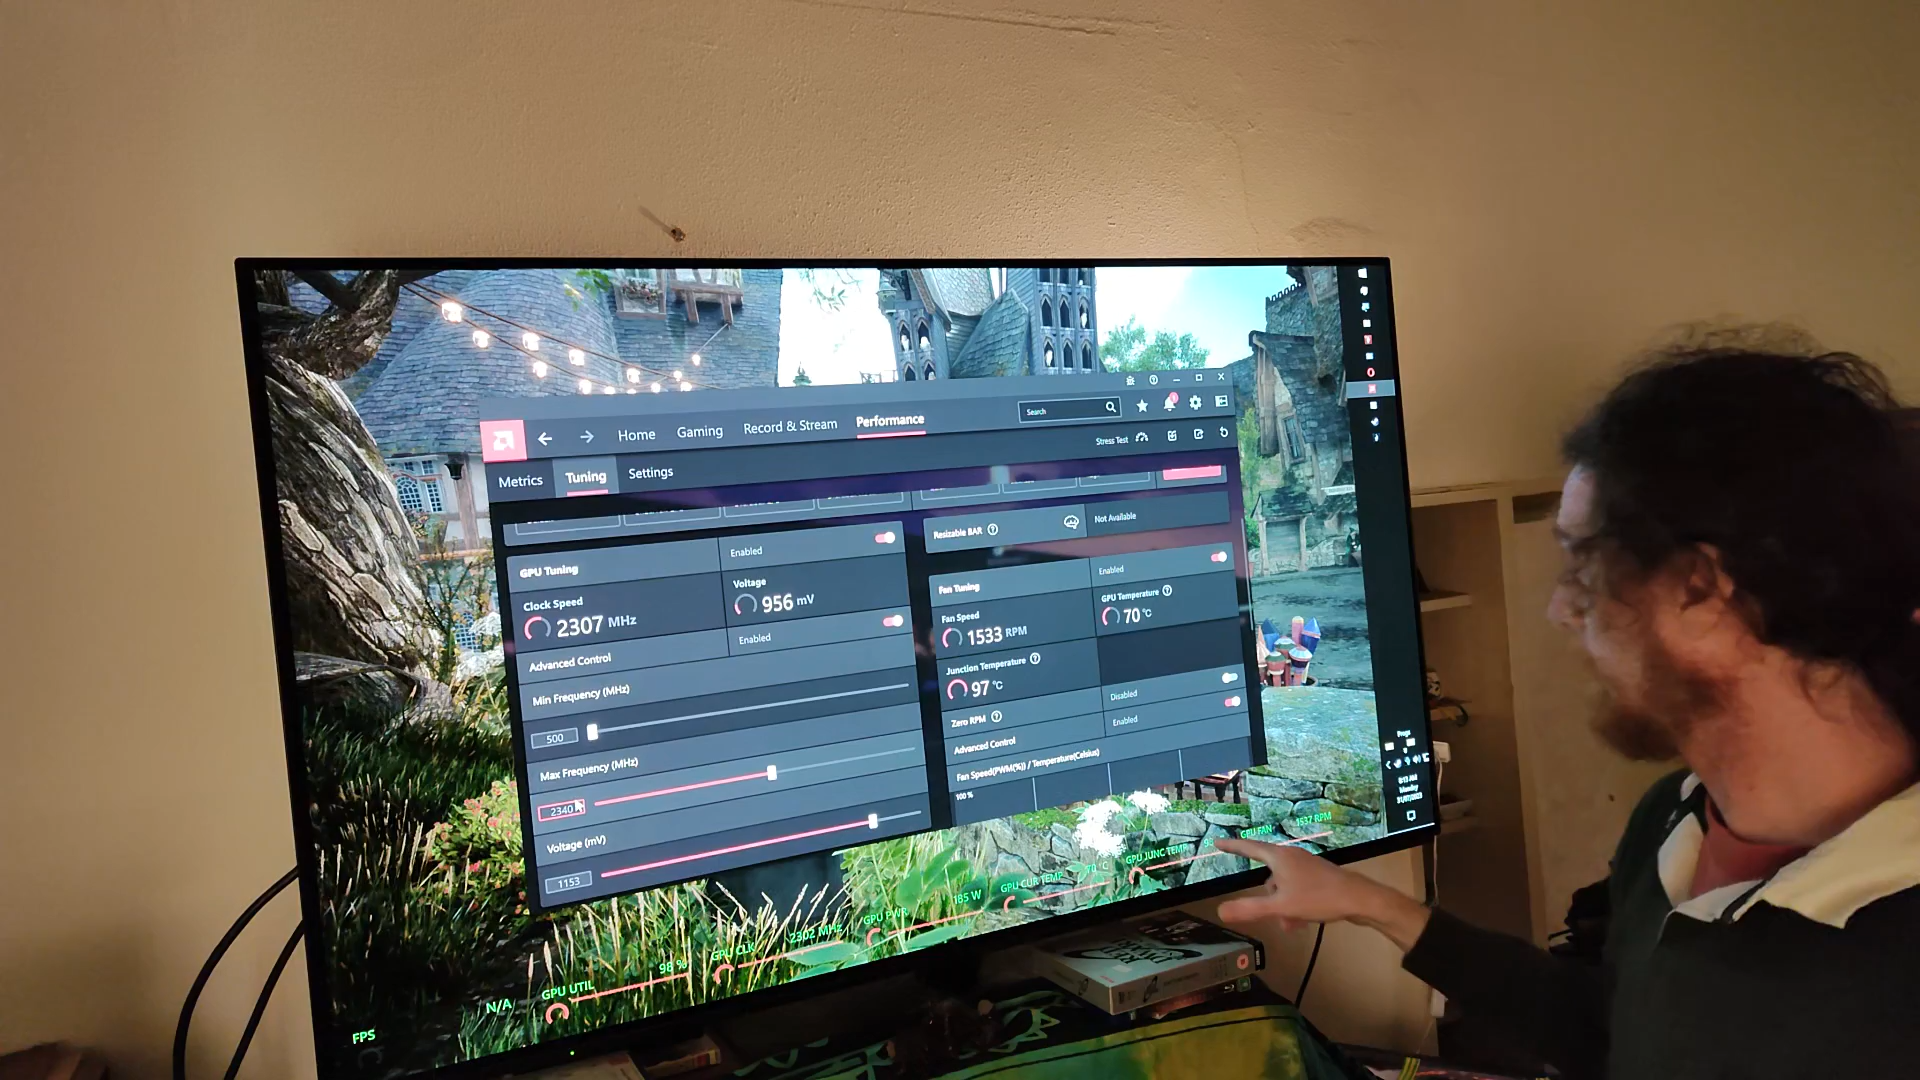 Home
Gaming
Record & Stream
Performance
Search
Metrics
Tuning
Settings
Stress Test
GPU Tuning
Enabled
Clock Speed
2307 MHz
Voltage
956 mV
Advanced Control
Enabled
Min Frequency (MHz)
500
Max Frequency (MHz)
2340
Voltage (mV)
1153
Resizable BAR
Not Available
Fan Tuning
Enabled
Fan Speed
1533 RPM
GPU Temperature
70 °C
Junction Temperature
97 °C
Zero RPM
Disabled
Advanced Control
Enabled
Fan Speed(PWM(%)) / Temperature(Celsius)
100 %
FPS
N/A
GPU UTIL
98 %
GPU CLK
2302 MHz
GPU PWR
185 W
GPU CUR TEMP
GPU JUNC TEMP
GPU FAN
1537 RPM
Monday